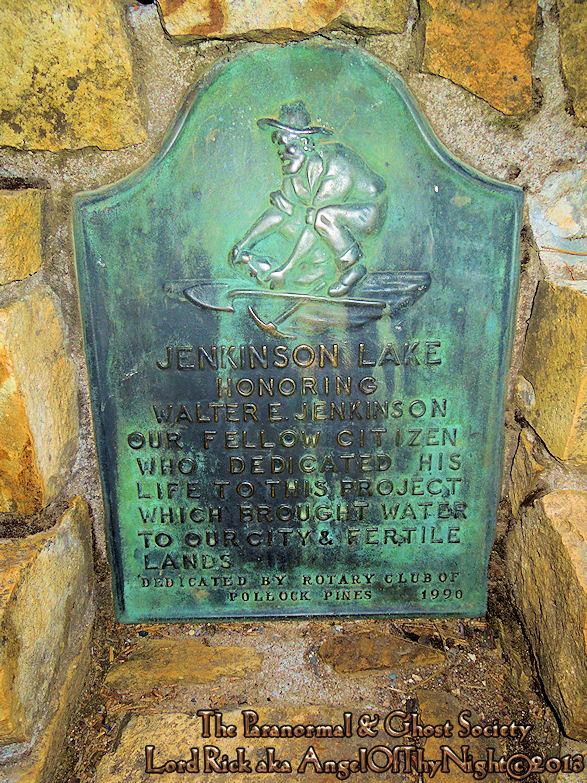 JENKINSON LAKE
HONORING
WALTER E. JENKINSON
OUR FELLOW CITIZEN
WHO DEDICATED HIS
LIFE TO THIS PROJECT
WHICH BROUGHT WATER
TO OUR CITY & FERTILE
LANDS
DEDICATED BY ROTARY CLUB OF
POLLOCK PINES 1990
The Paranormal & Ghost Society
Lord Rick aka AngelOfThyNight©2013